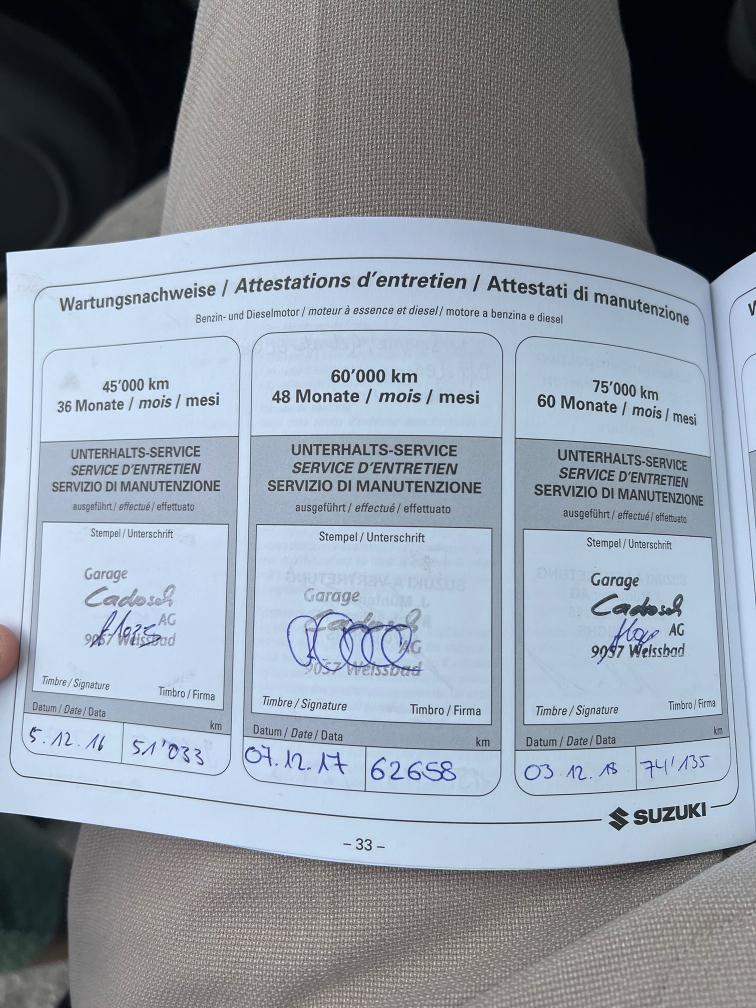 Wartungsnachweise / Attestations d'entretien / Attestati di manutenzione
Benzin- und Dieselmotor / moteur à essence et diesel / motore a benzina e diesel
45'000 km
36 Monate / mois / mesi
UNTERHALTS-SERVICE
SERVICE D'ENTRETIEN
SERVIZIO DI MANUTENZIONE
ausgeführt / effectué / effettuato
Stempel / Unterschrift
Garage
Cadosch
AG
9057 Weissbad
Timbre / Signature
Timbro / Firma
Datum / Date / Data
km
5.12.16
51'033
60'000 km
48 Monate / mois / mesi
UNTERHALTS-SERVICE
SERVICE D'ENTRETIEN
SERVIZIO DI MANUTENZIONE
ausgeführt / effectué / effettuato
Stempel / Unterschrift
Garage
Cadosch
AG
9057 Weissbad
Timbre / Signature
Timbro / Firma
Datum / Date / Data
km
07.12.17
62658
75'000 km
60 Monate / mois / mesi
UNTERHALTS-SERVICE
SERVICE D'ENTRETIEN
SERVIZIO DI MANUTENZIONE
ausgeführt / effectué / effettuato
Stempel / Unterschrift
Garage
Cadosch
AG
9057 Weissbad
Timbre / Signature
Timbro / Firma
Datum / Date / Data
km
03.12.18
74'135
SUZUKI
– 33 –